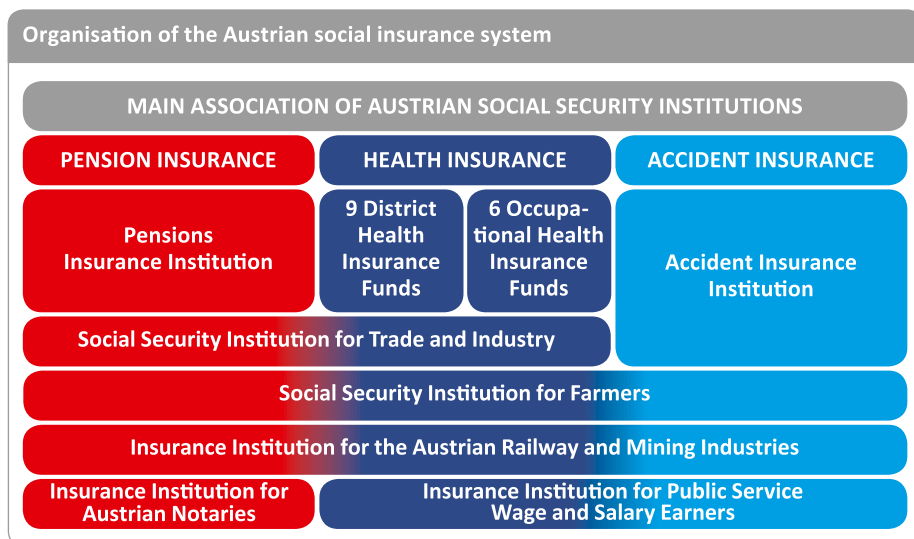 Organisation of the Austrian social insurance system
MAIN ASSOCIATION OF AUSTRIAN SOCIAL SECURITY INSTITUTIONS
PENSION INSURANCE
HEALTH INSURANCE
ACCIDENT INSURANCE
Pensions
Insurance Institution
9 District
Health
Insurance
Funds
6 Occupa-
tional Health
Insurance
Funds
Accident Insurance
Institution
Social Security Institution for Trade and Industry
Social Security Institution for Farmers
Insurance Institution for the Austrian Railway and Mining Industries
Insurance Institution for
Austrian Notaries
Insurance Institution for Public Service
Wage and Salary Earners